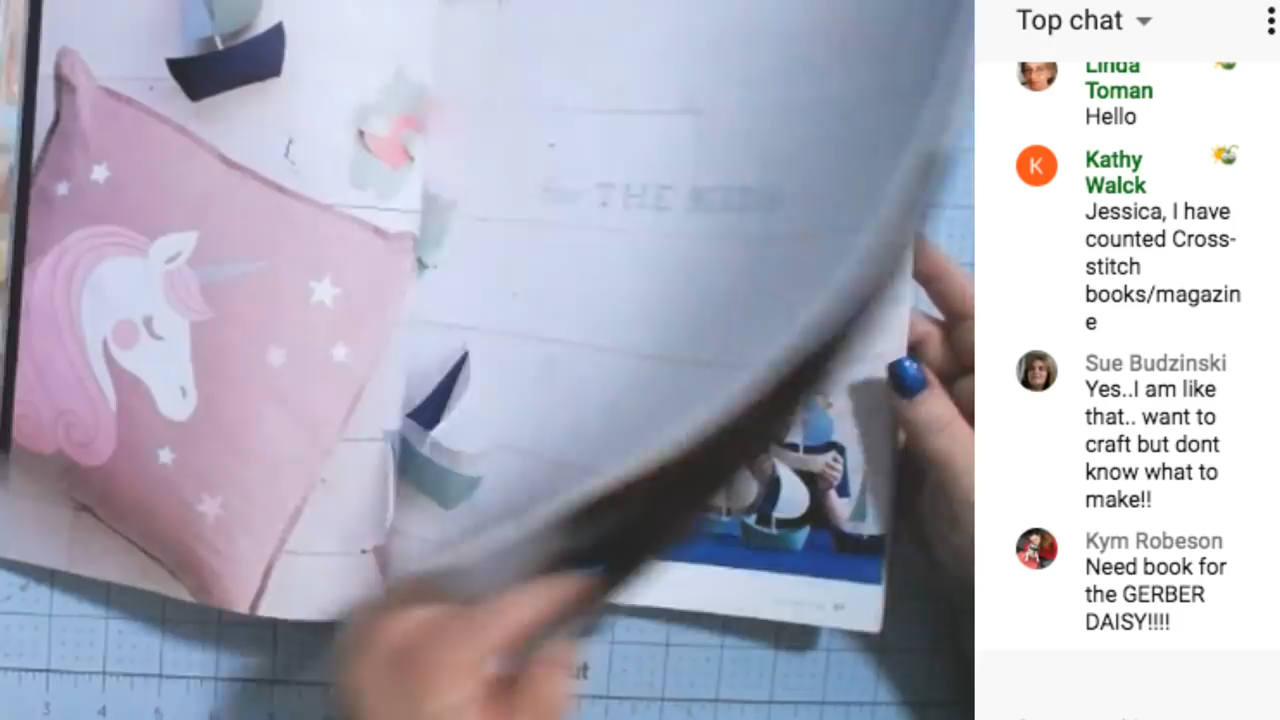 Top chat
Linda
Toman
Hello
K
Kathy
Walck
Jessica, I have
counted Cross-
stitch
books/magazin
e
Sue Budzinski
Yes..I am like
that.. want to
craft but dont
know what to
make!!
Kym Robeson
Need book for
the GERBER
DAISY!!!!
THE
3
4